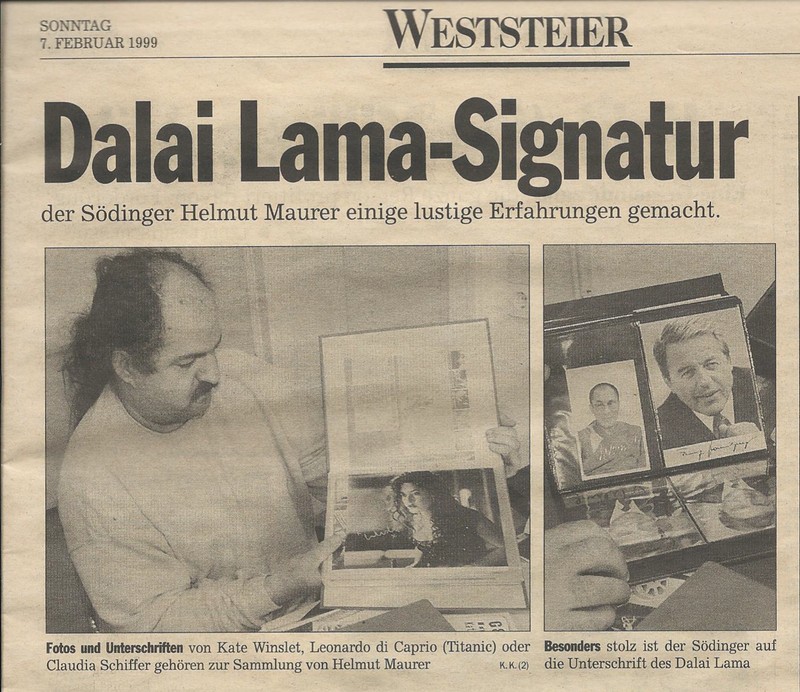 SONNTAG
7. FEBRUAR 1999
WESTSTEIER
Dalai Lama-Signatur
der Södinger Helmut Maurer einige lustige Erfahrungen gemacht.
Fotos und Unterschriften von Kate Winslet, Leonardo di Caprio (Titanic) oder
Claudia Schiffer gehören zur Sammlung von Helmut Maurer K. K. (2)
Besonders stolz ist der Södinger auf
die Unterschrift des Dalai Lama